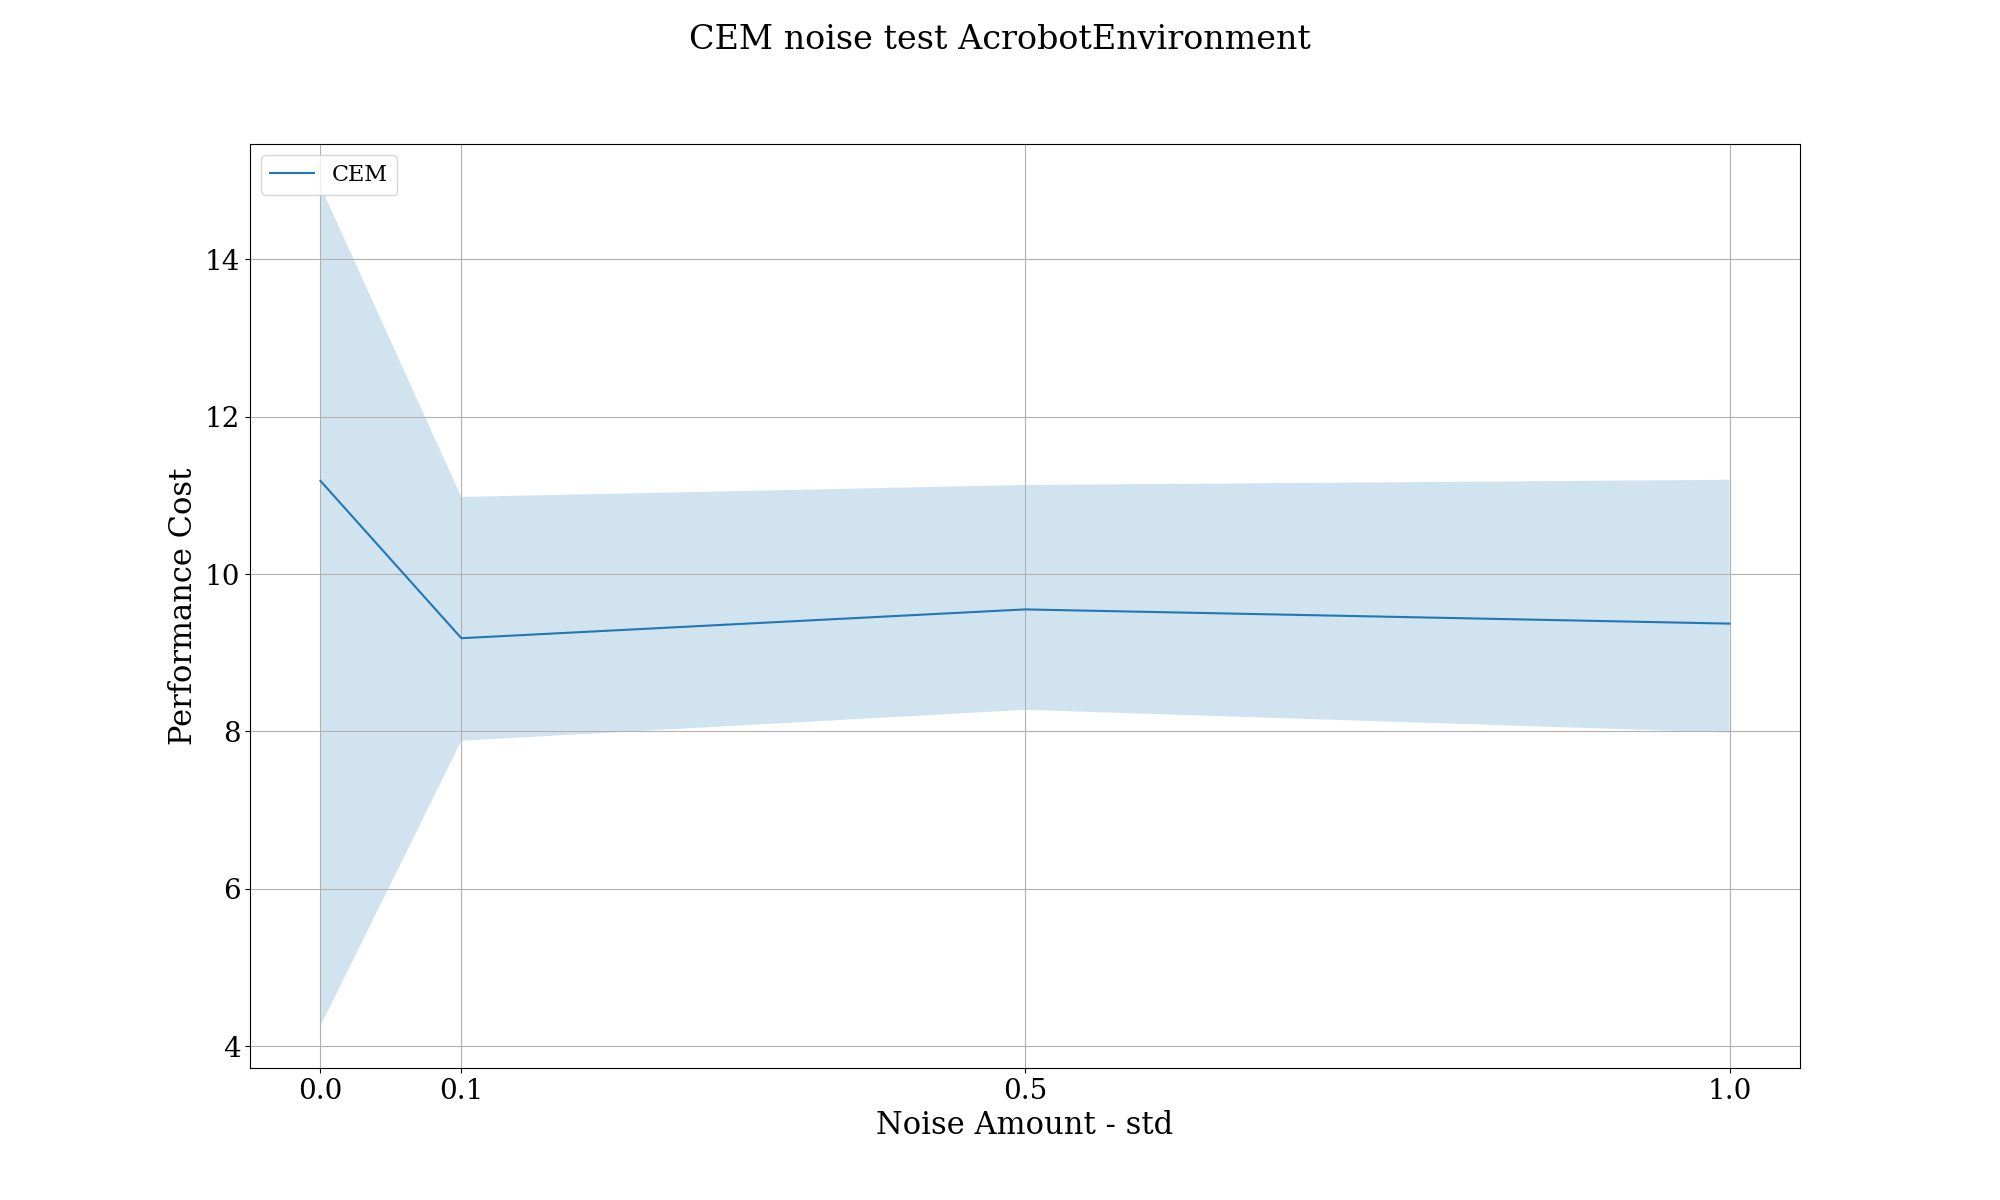 CEM noise test AcrobotEnvironment
CEM
14
12
10
8
6
4
Performance Cost
0.0 0.1 0.5 1.0
Noise Amount - std